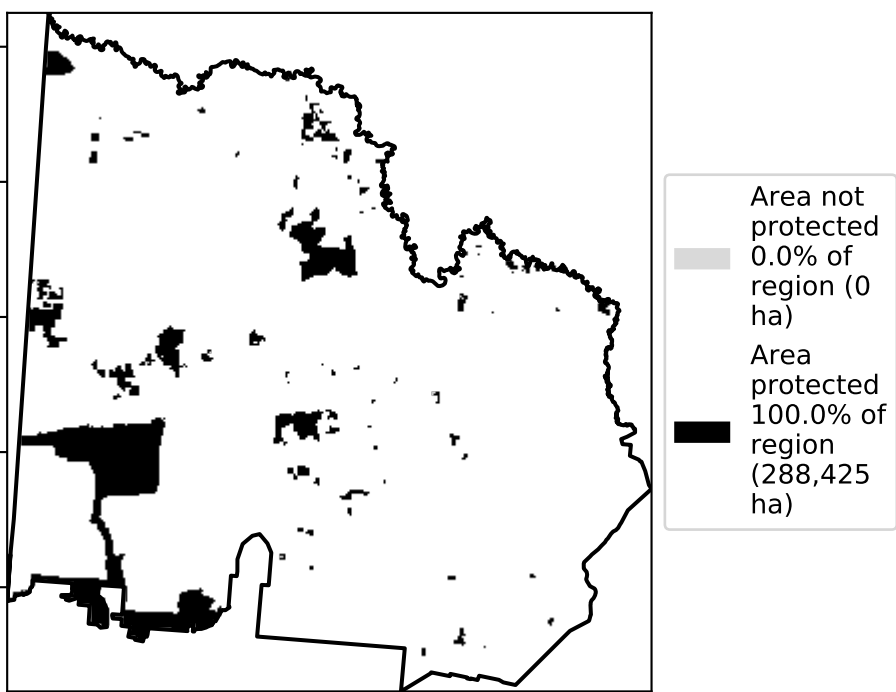 Area not
protected
0.0% of
region (0
ha)
Area
protected
100.0% of
region
(288,425
ha)